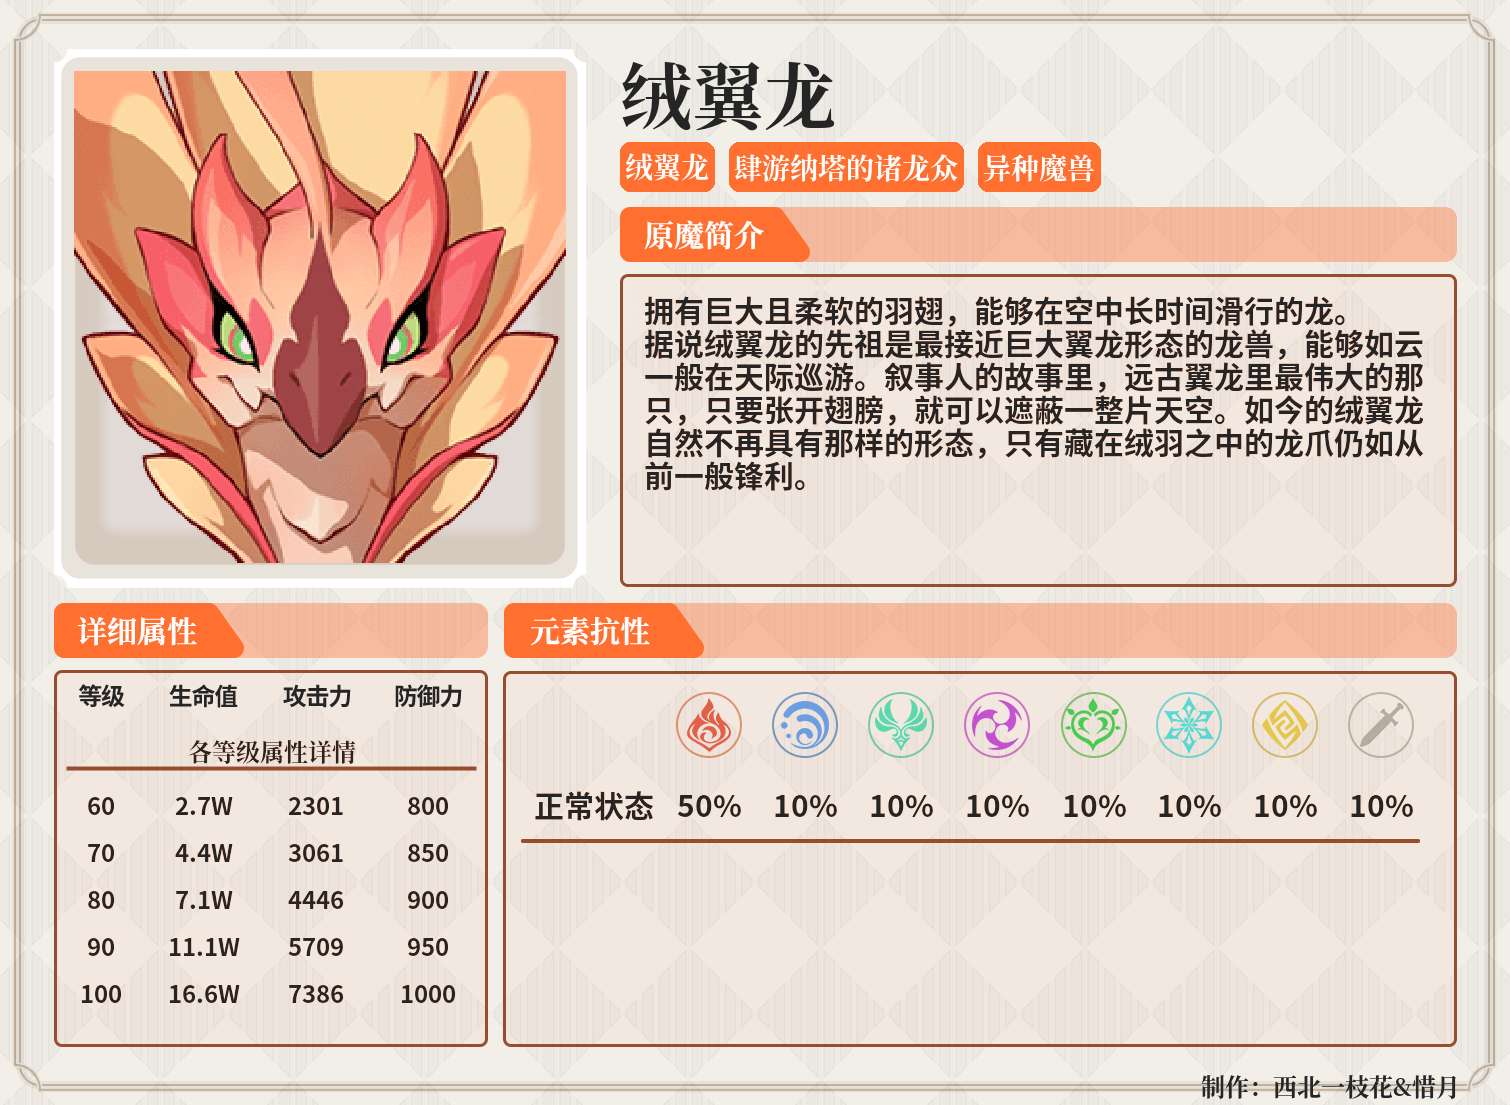 绒翼龙
绒翼龙 肆游纳塔的诸龙众 异种魔兽
原魔简介
拥有巨大且柔软的羽翅，能够在空中长时间滑行的龙。
据说绒翼龙的先祖是最接近巨大翼龙形态的龙兽，能够如云
一般在天际巡游。叙事人的故事里，远古翼龙里最伟大的那
只，只要张开翅膀，就可以遮蔽一整片天空。如今的绒翼龙
自然不再具有那样的形态，只有藏在绒羽之中的龙爪仍如从
前一般锋利。
详细属性
等级 生命值 攻击力 防御力
各等级属性详情
60 2.7W 2301 800
70 4.4W 3061 850
80 7.1W 4446 900
90 11.1W 5709 950
100 16.6W 7386 1000
元素抗性
正常状态 50% 10% 10% 10% 10% 10% 10% 10%
制作：西北一枝花&惜月